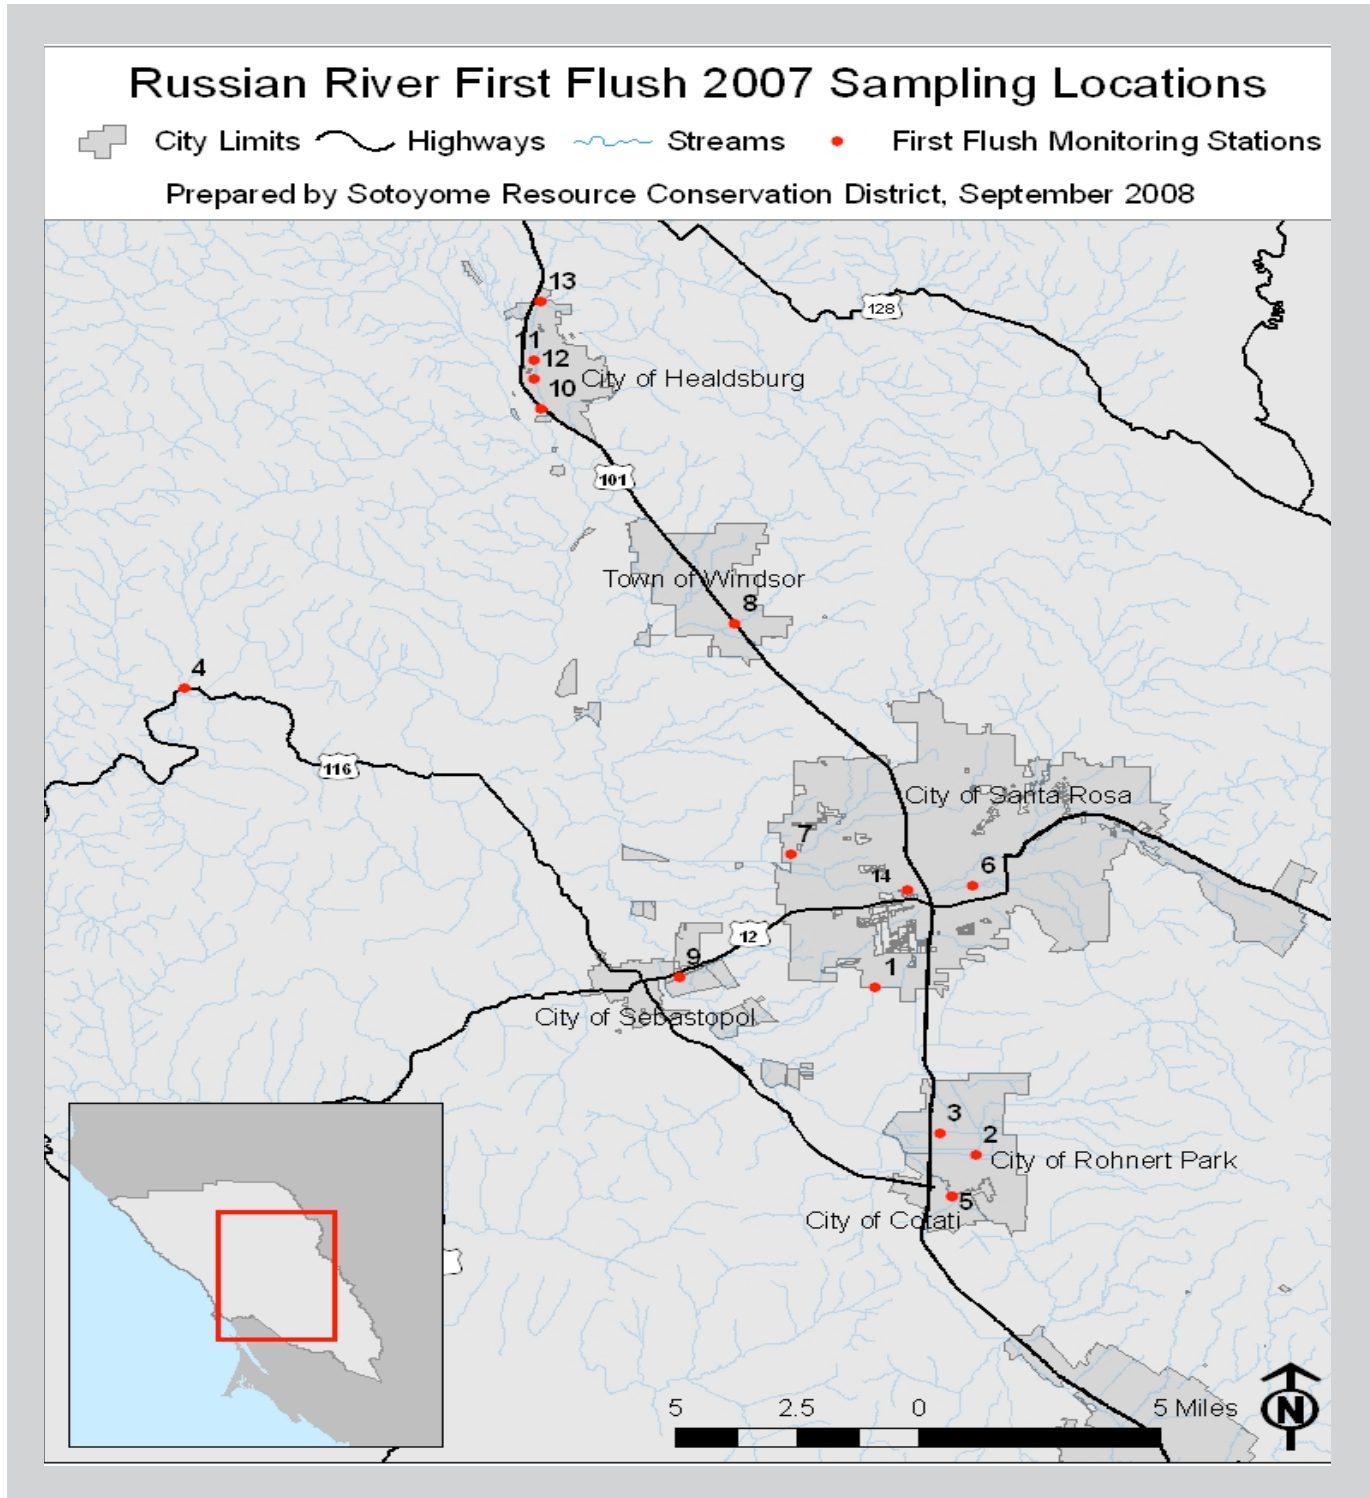 Russian River First Flush 2007 Sampling Locations
City Limits Highways Streams First Flush Monitoring Stations
Prepared by Sotoyome Resource Conservation District, September 2008
13
128
11
12
10 City of Healdsburg
101
Town of Windsor
8
4
116
City of Santa Rosa
7
14
6
12
9
1
City of Sebastopol
3
2
City of Rohnert Park
5
City of Cotati
5 2.5 0 5 Miles
N